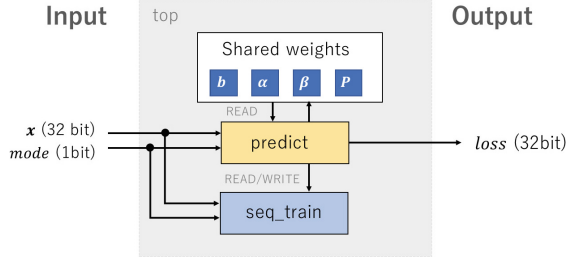 Input
top
Output
Shared weights
b α β P
READ
x (32 bit)
mode (1bit)
predict
loss (32bit)
READ/WRITE
seq_train